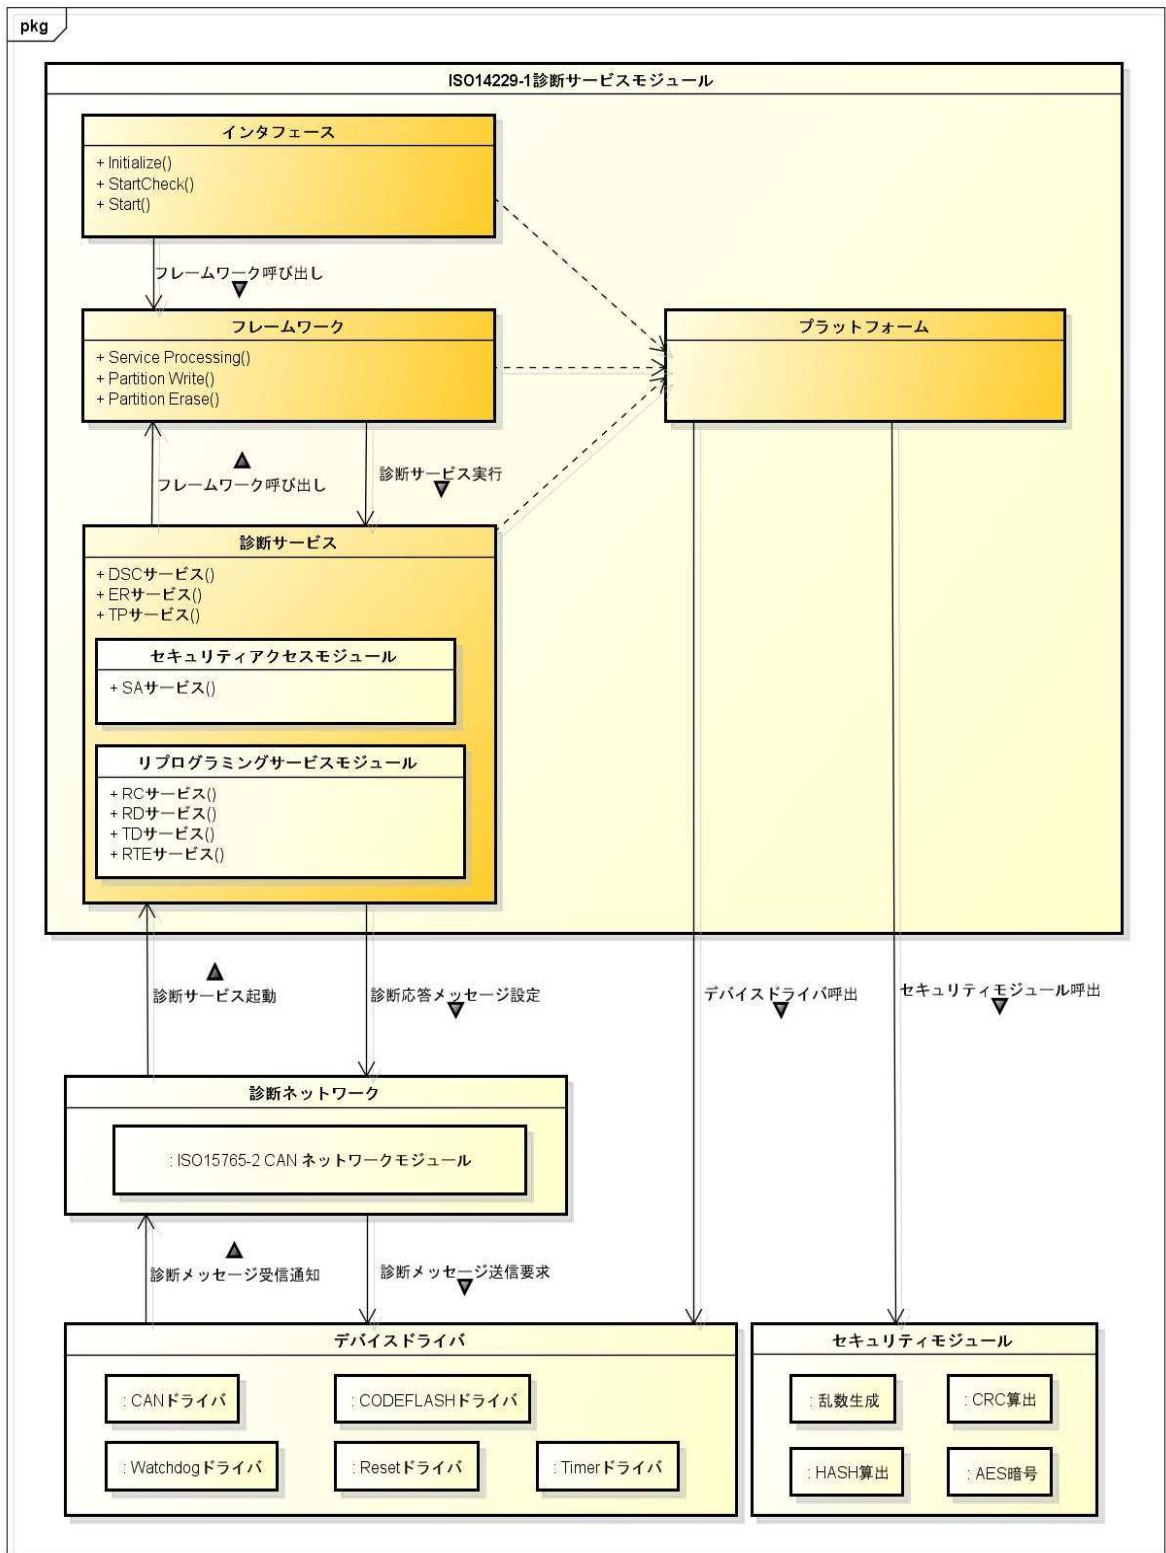 pkg
ISO14229-1診断サービスモジュール
インタフェース
+ Initialize()
+ StartCheck()
+ Start()
フレームワーク呼び出し
フレームワーク
+ Service Processing()
+ Partition Write()
+ Partition Erase()
プラットフォーム
フレームワーク呼び出し
診断サービス実行
診断サービス
+ DSCサービス()
+ ERサービス()
+ TPサービス()
セキュリティアクセスモジュール
+ SAサービス()
リプログラミングサービスモジュール
+ RCサービス()
+ RDサービス()
+ TDサービス()
+ RTEサービス()
診断サービス起動
診断応答メッセージ設定
デバイスドライバ呼出
セキュリティモジュール呼出
診断ネットワーク
: ISO15765-2 CAN ネットワークモジュール
診断メッセージ受信通知
診断メッセージ送信要求
デバイスドライバ
: CANドライバ
: CODEFLASHドライバ
: Watchdogドライバ
: Resetドライバ
: Timerドライバ
セキュリティモジュール
: 乱数生成
: CRC算出
: HASH算出
: AES暗号